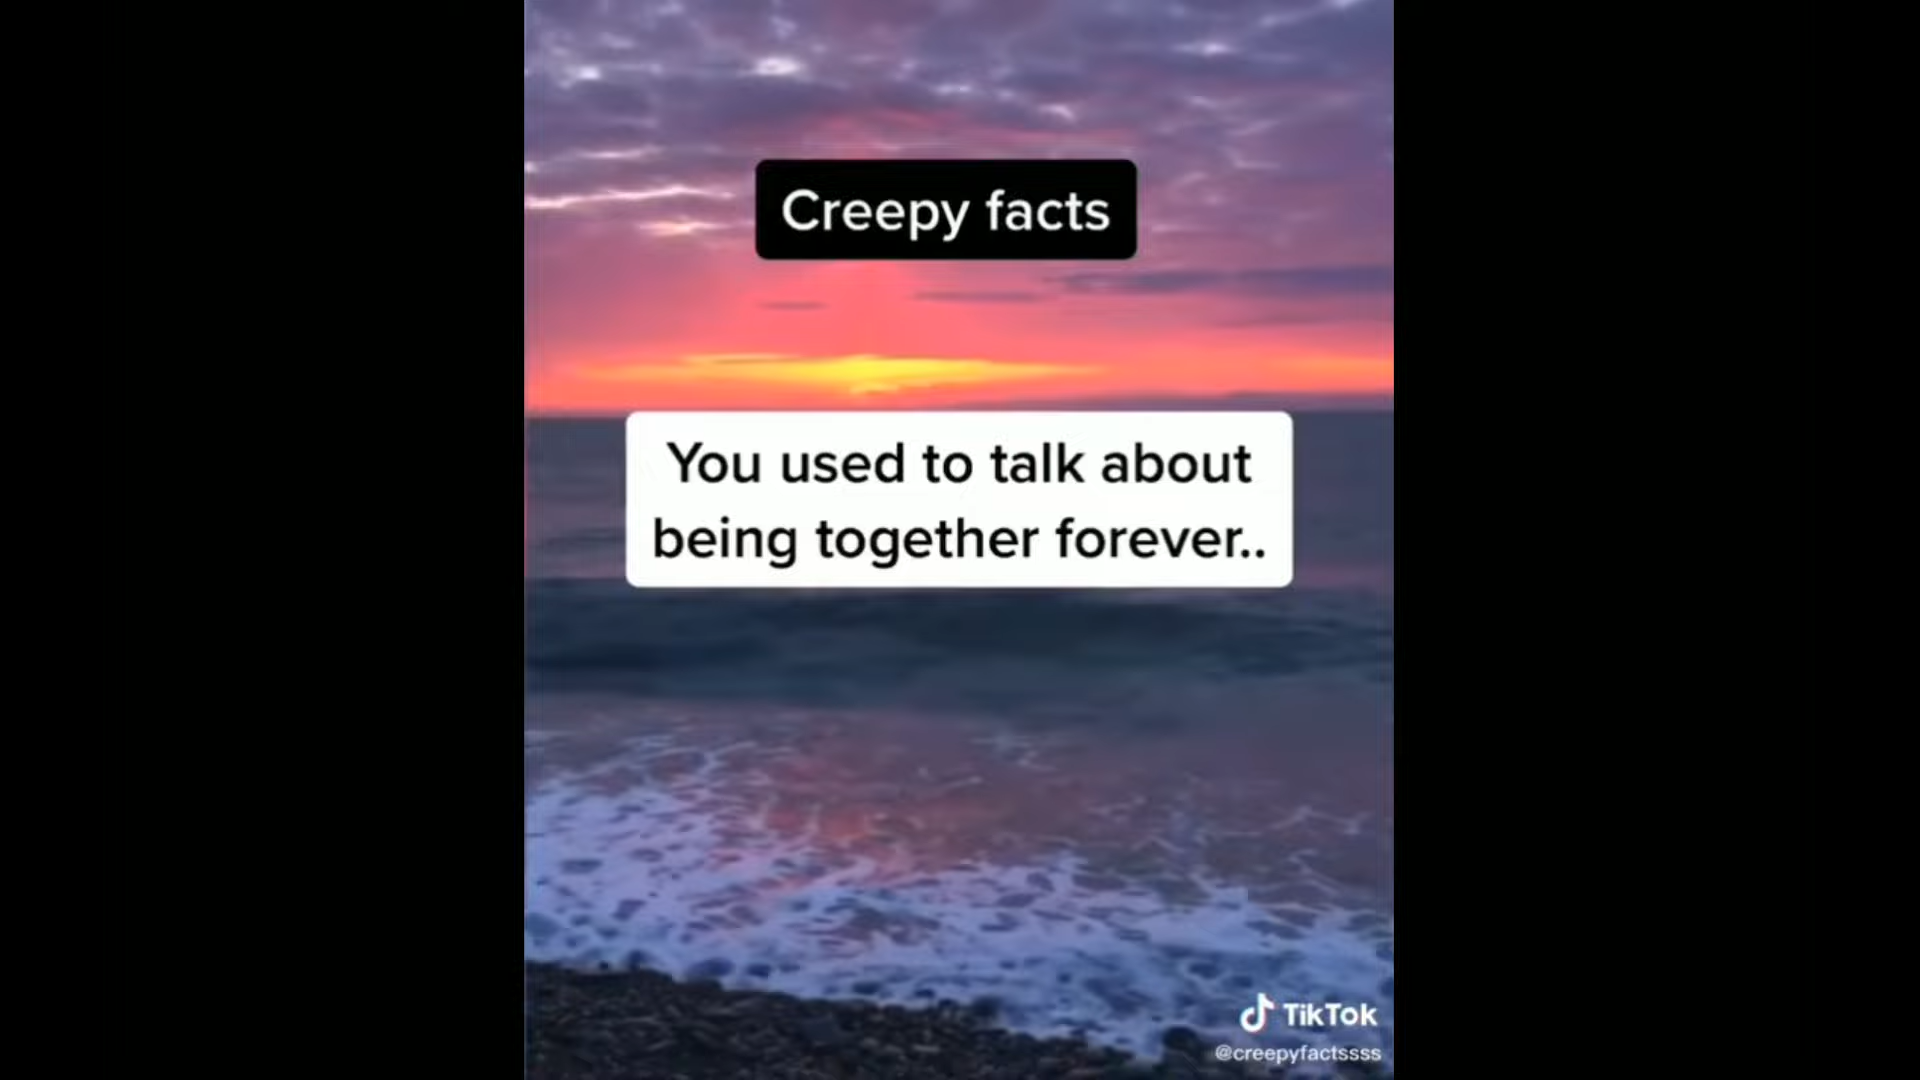 Creepy facts
You used to talk about
being together forever..
TikTok
@creepyfactssss